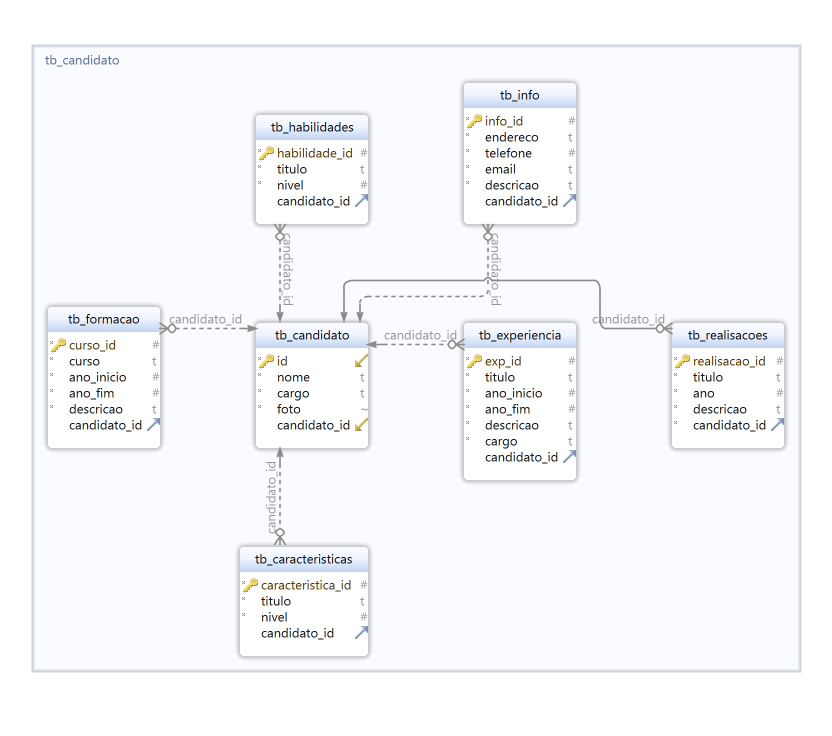 tb_candidato
tb_info
info_id #
endereco t
telefone #
email t
descricao t
candidato_id
tb_habilidades
habilidade_id #
titulo t
nivel #
candidato_id
candidato_id
candidato_id
tb_formacao
curso_id #
curso t
ano_inicio #
ano_fim #
descricao t
candidato_id
candidato_id
tb_candidato
id
nome t
cargo t
foto ~
candidato_id
candidato_id
tb_experiencia
exp_id #
titulo t
ano_inicio #
ano_fim #
descricao t
cargo t
candidato_id
candidato_id
tb_realisacoes
realisacao_id #
titulo t
ano #
descricao t
candidato_id
candidato_id
tb_caracteristicas
caracteristica_id #
titulo t
nivel #
candidato_id